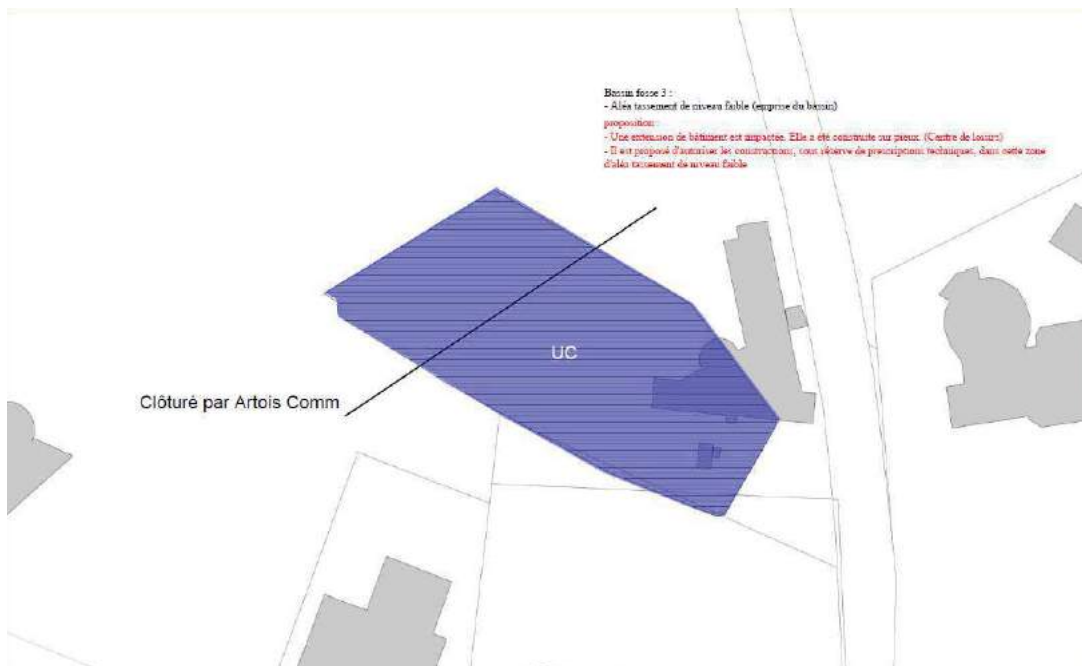 Bassin fosse 3 :
- Aléa tassement de niveau faible (emprise du bassin)
proposition :
- Une extension de bâtiment est impactée. Elle a été construite sur pieux. (Centre de loisirs)
- Il est proposé d'autoriser les constructions, sous réserve de prescriptions techniques, dans cette zone
d'aléa tassement de niveau faible
UC
Clôturé par Artois Comm